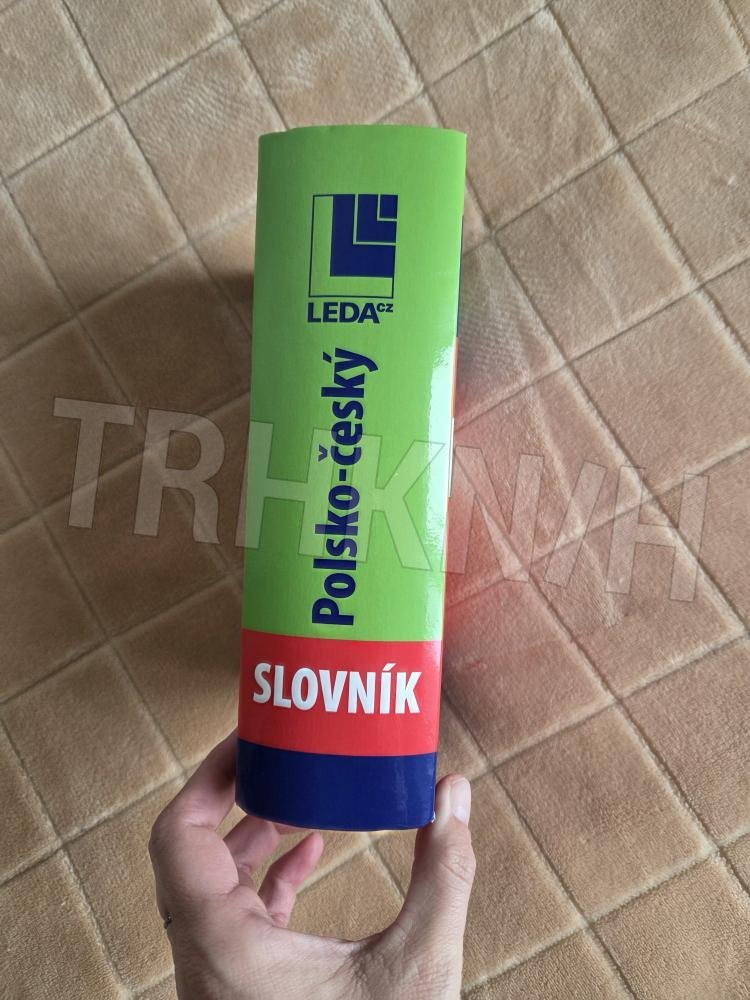 LEDA cz
Polsko-český
SLOVNÍK
TRHKNIH